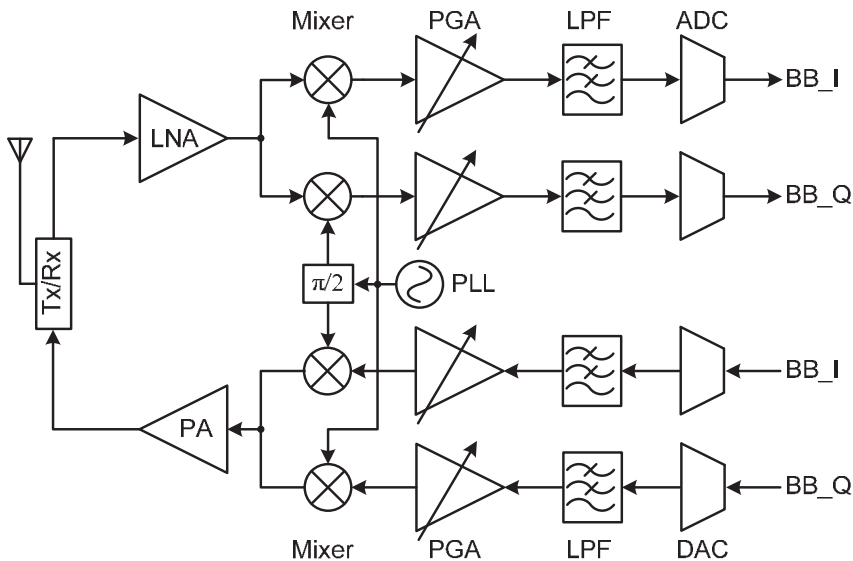 Mixer PGA LPF ADC
BB_I
LNA
BB_Q
Tx/Rx
π/2
PLL
BB_I
PA
BB_Q
Mixer PGA LPF DAC